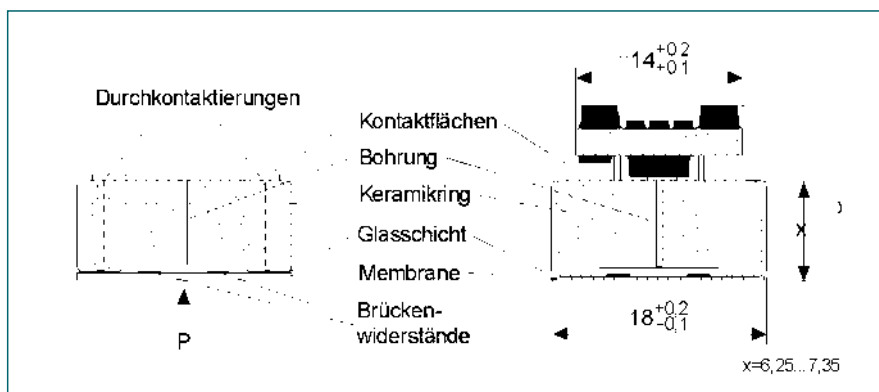 14 +0,2 +0,1
Durchkontaktierungen
Kontaktflächen
Bohrung
Keramikring
Glasschicht
Membrane
Brücken-
widerstände
P
x
18 +0,2 -0,1
x=6,25...7,35